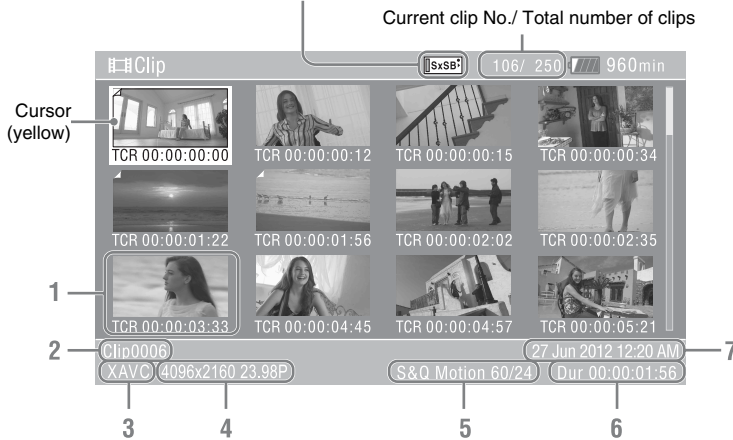 Current clip No./ Total number of clips
Clip
SxSB
106/ 250
960min
Cursor
(yellow)
TCR 00:00:00:00
TCR 00:00:00:12
TCR 00:00:00:15
TCR 00:00:00:34
TCR 00:00:01:22
TCR 00:00:01:56
TCR 00:00:02:02
TCR 00:00:02:35
1
TCR 00:00:03:33
TCR 00:00:04:45
TCR 00:00:04:57
TCR 00:00:05:21
2
Clip0006
27 Jun 2012 12:20 AM
7
XAVC
4096x2160 23.98P
S&Q Motion 60/24
Dur 00:00:01:56
3
4
5
6